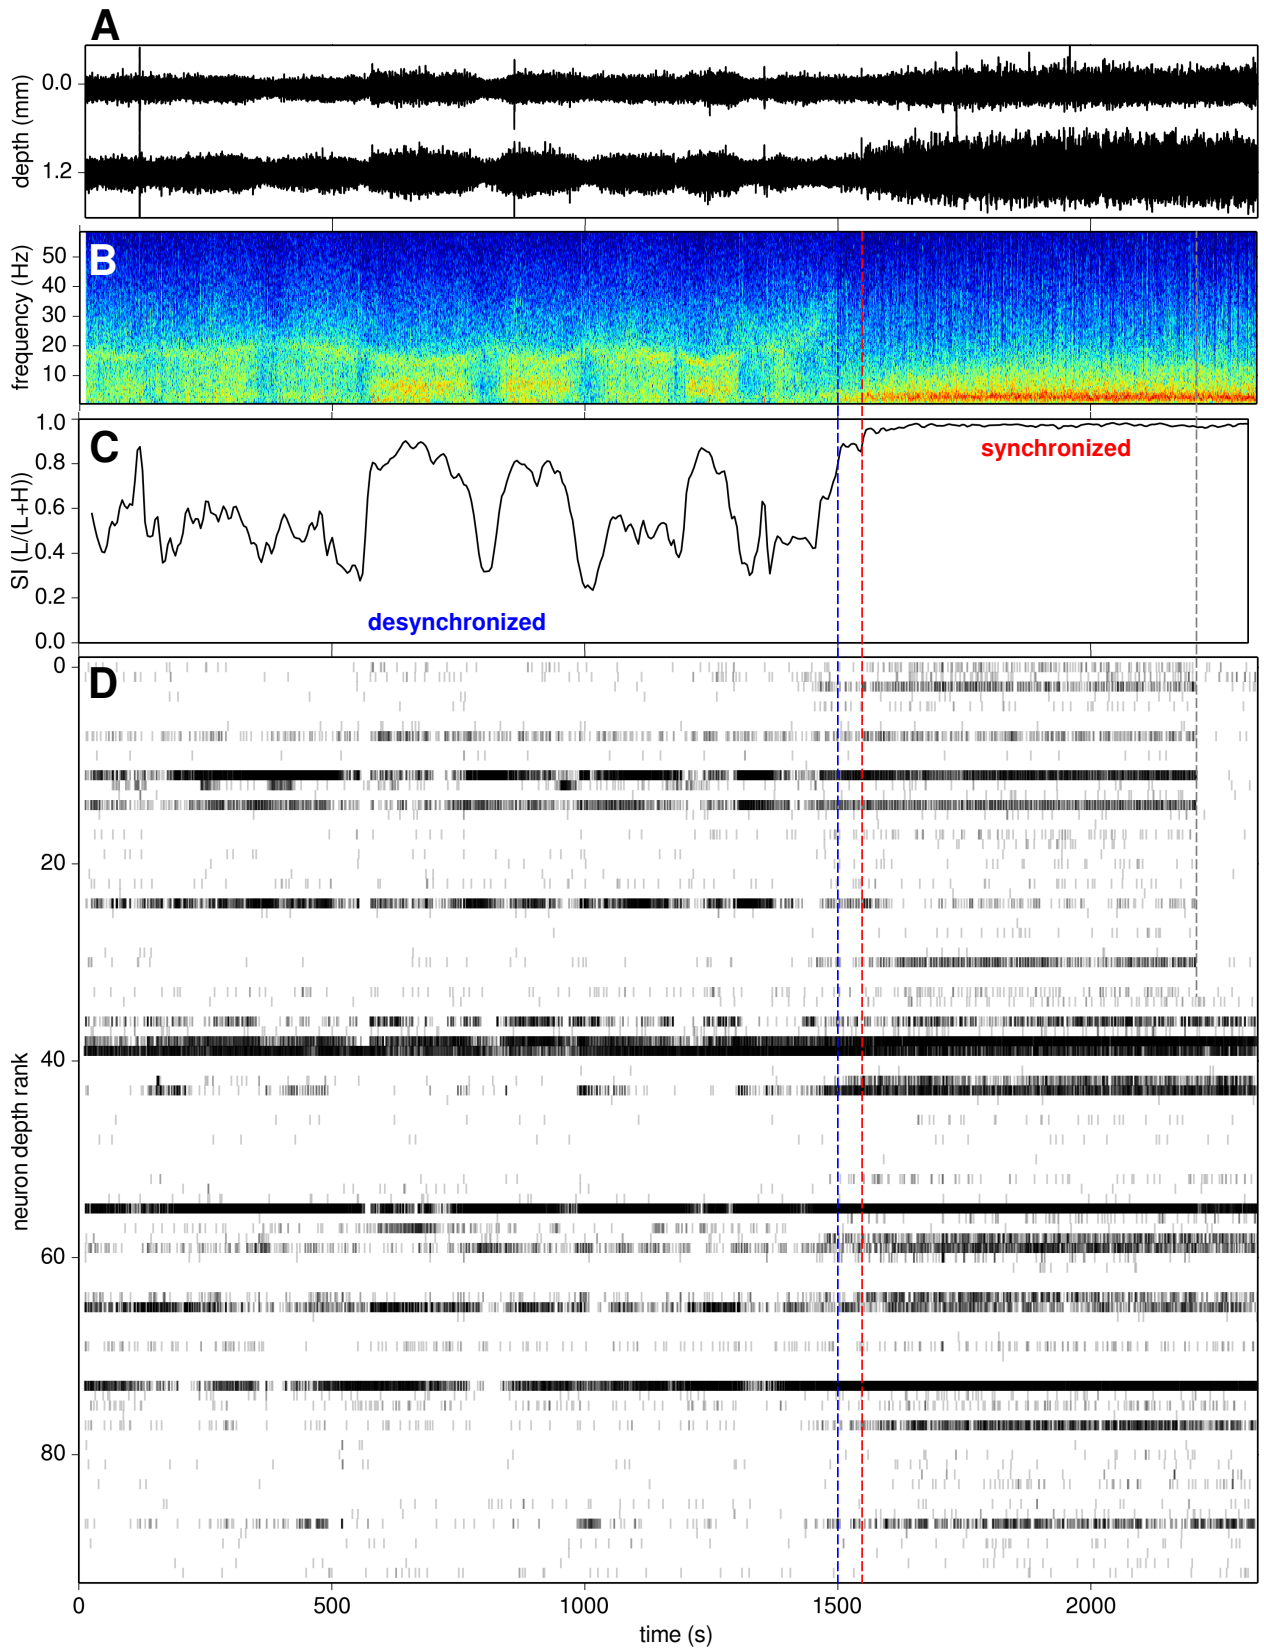 A
depth (mm)
0.0
1.2
B
frequency (Hz)
50
40
30
20
10
C
SI (L/(L+H))
1.0
0.8
0.6
0.4
0.2
0.0
synchronized
desynchronized
D
neuron depth rank
0
20
40
60
80
0 500 1000 1500 2000
time (s)